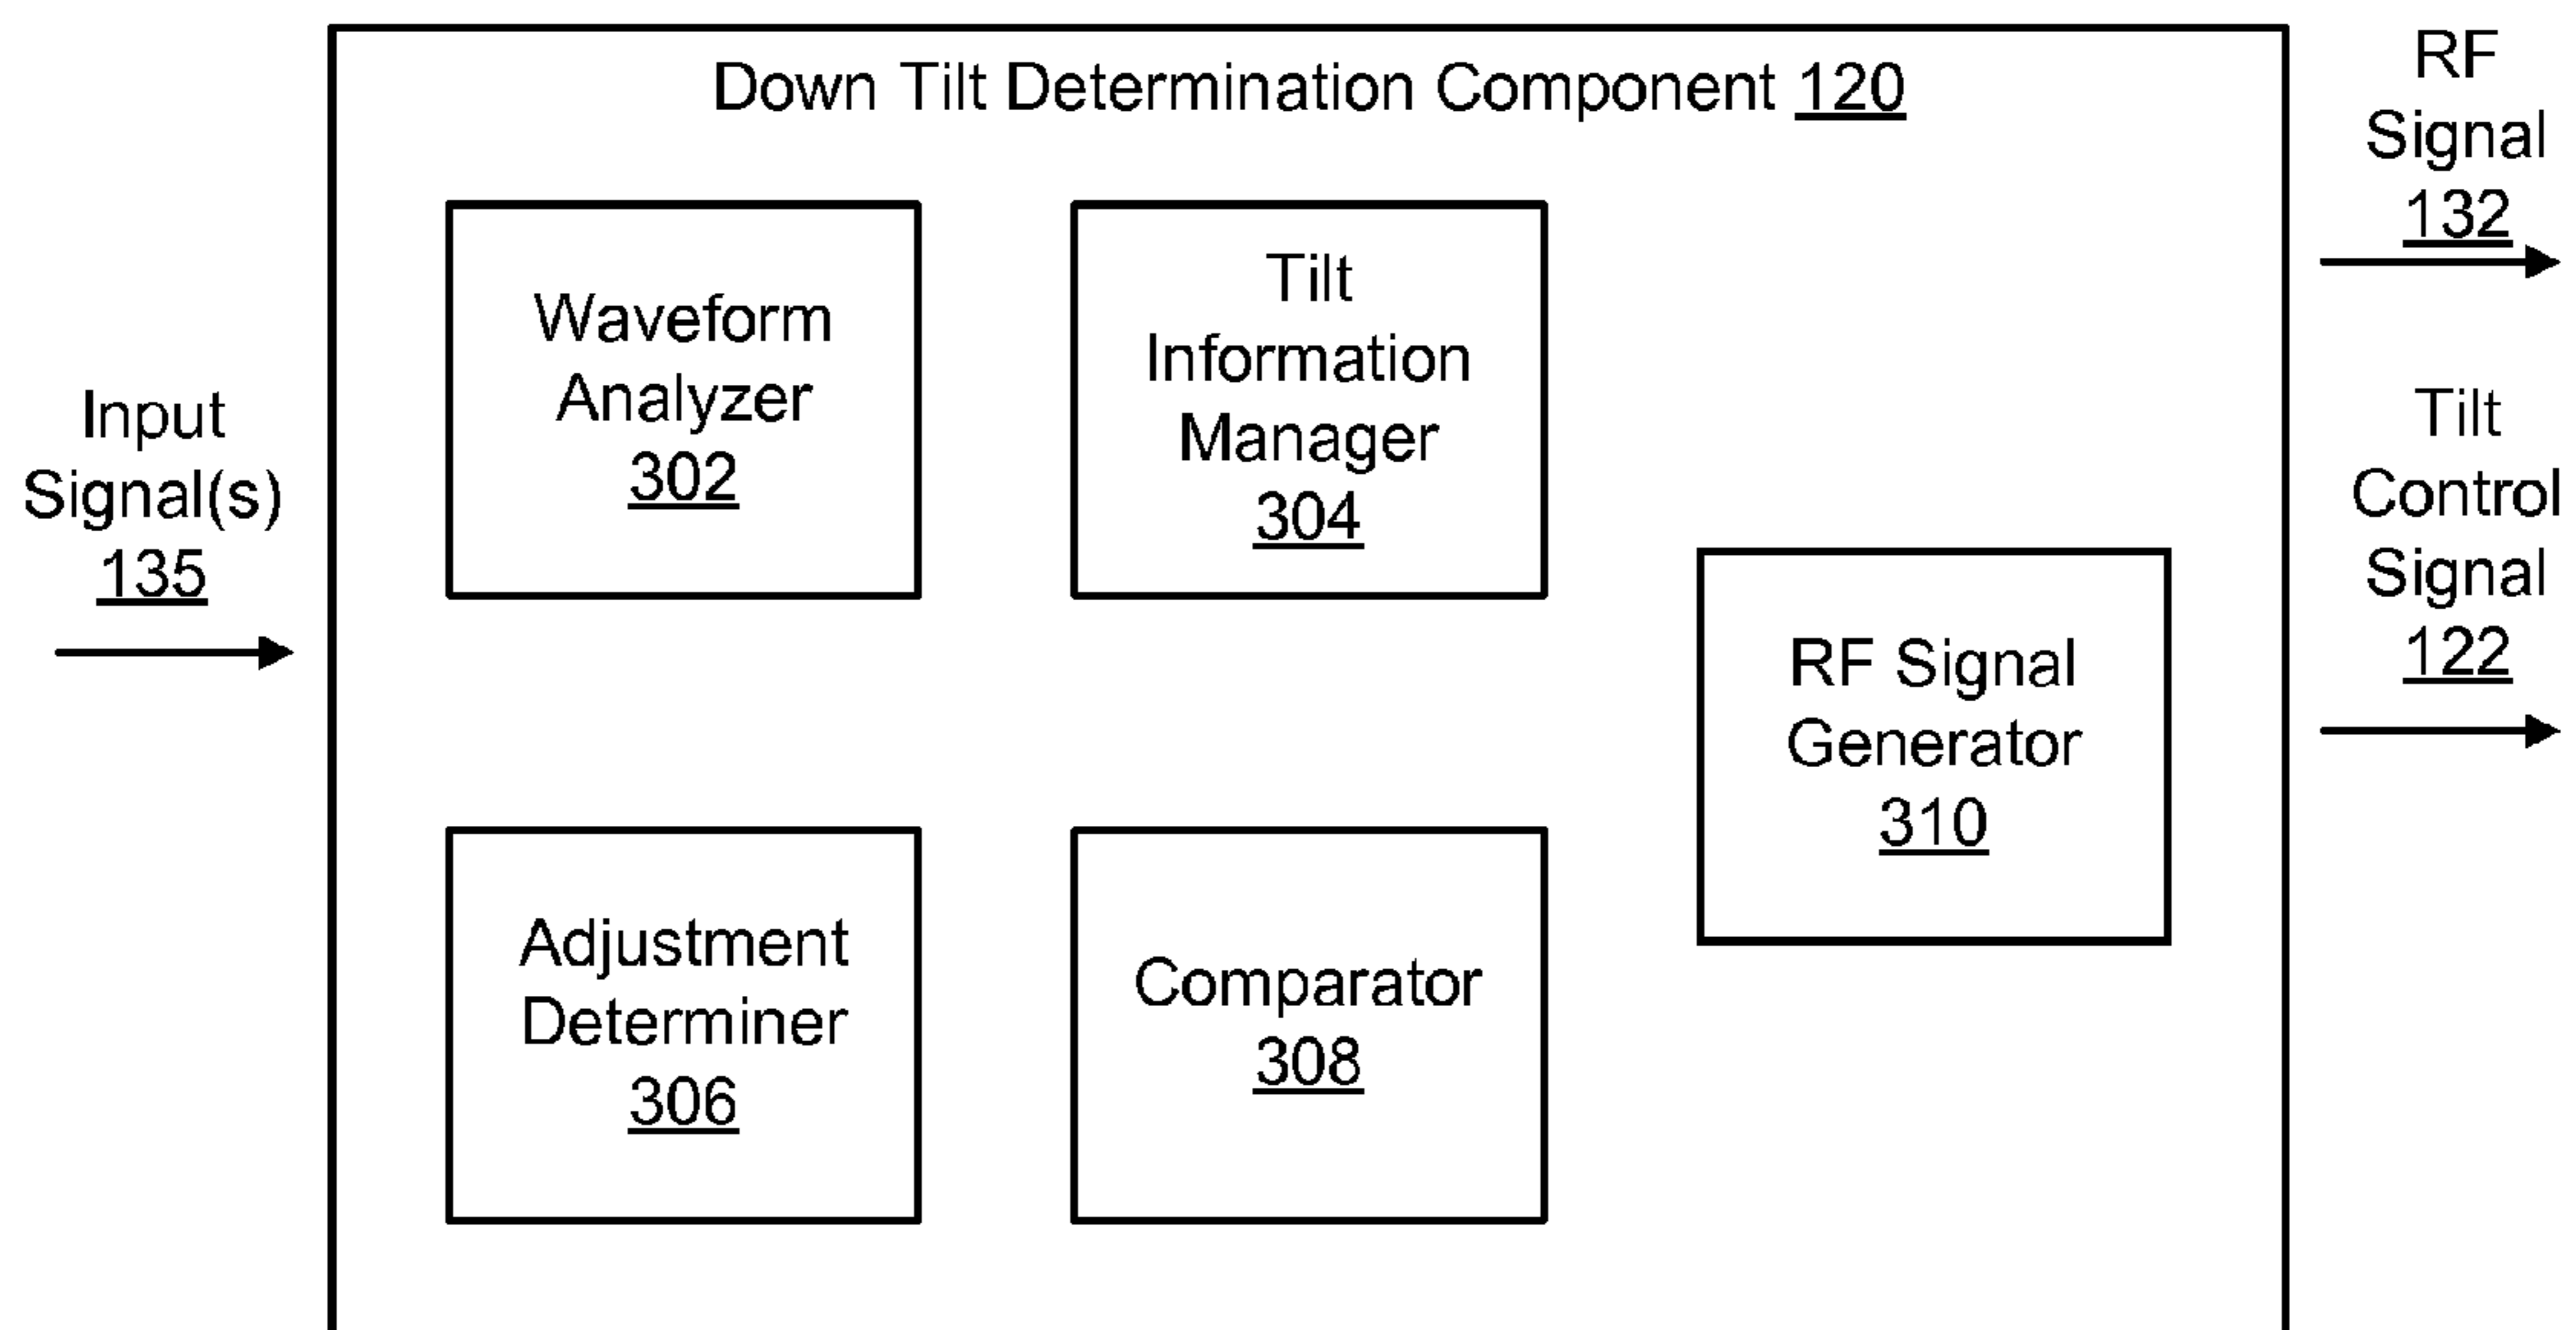 Down Tilt Determination Component 120
RF
Signal
132
Waveform
Analyzer
302
Tilt
Information
Manager
304
Input
Signal(s)
135
Tilt
Control
Signal
122
RF Signal
Generator
310
Adjustment
Determiner
306
Comparator
308